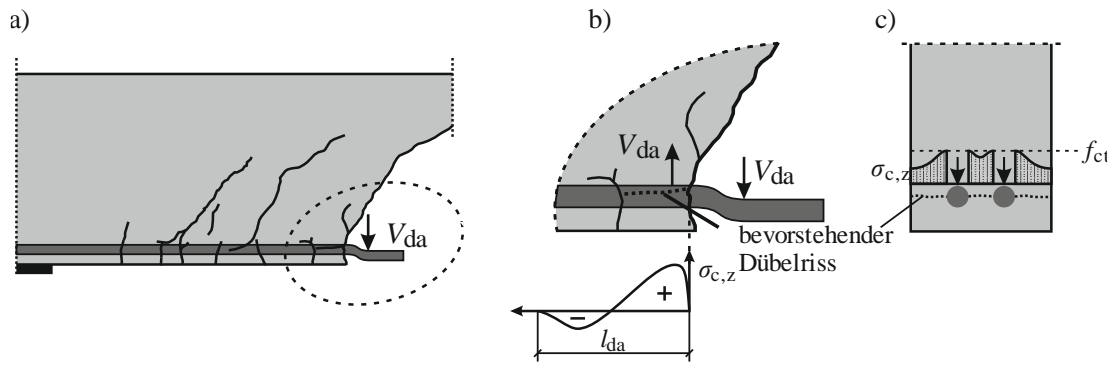 a)
b)
c)
V_da
V_da
V_da
bevorstehender
Dübelriss
σ_c,z
+
−
l_da
f_ct
σ_c,z